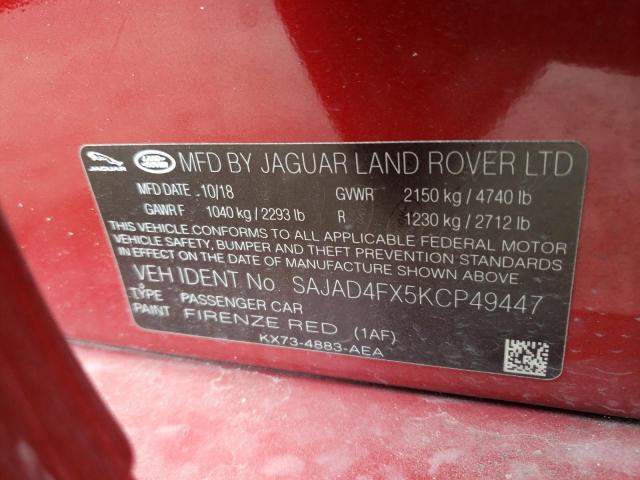 JAGUAR LAND ROVER MFD BY JAGUAR LAND ROVER LTD
MFD DATE 10/18 GVWR 2150 kg / 4740 lb
GAWR F 1040 kg / 2293 lb R 1230 kg / 2712 lb
THIS VEHICLE CONFORMS TO ALL APPLICABLE FEDERAL MOTOR
VEHICLE SAFETY, BUMPER AND THEFT PREVENTION STANDARDS
IN EFFECT ON THE DATE OF MANUFACTURE SHOWN ABOVE.
VEH IDENT No. SAJAD4FX5KCP49447
TYPE PASSENGER CAR
PAINT FIRENZE RED (1AF)
KX73-4883-AEA